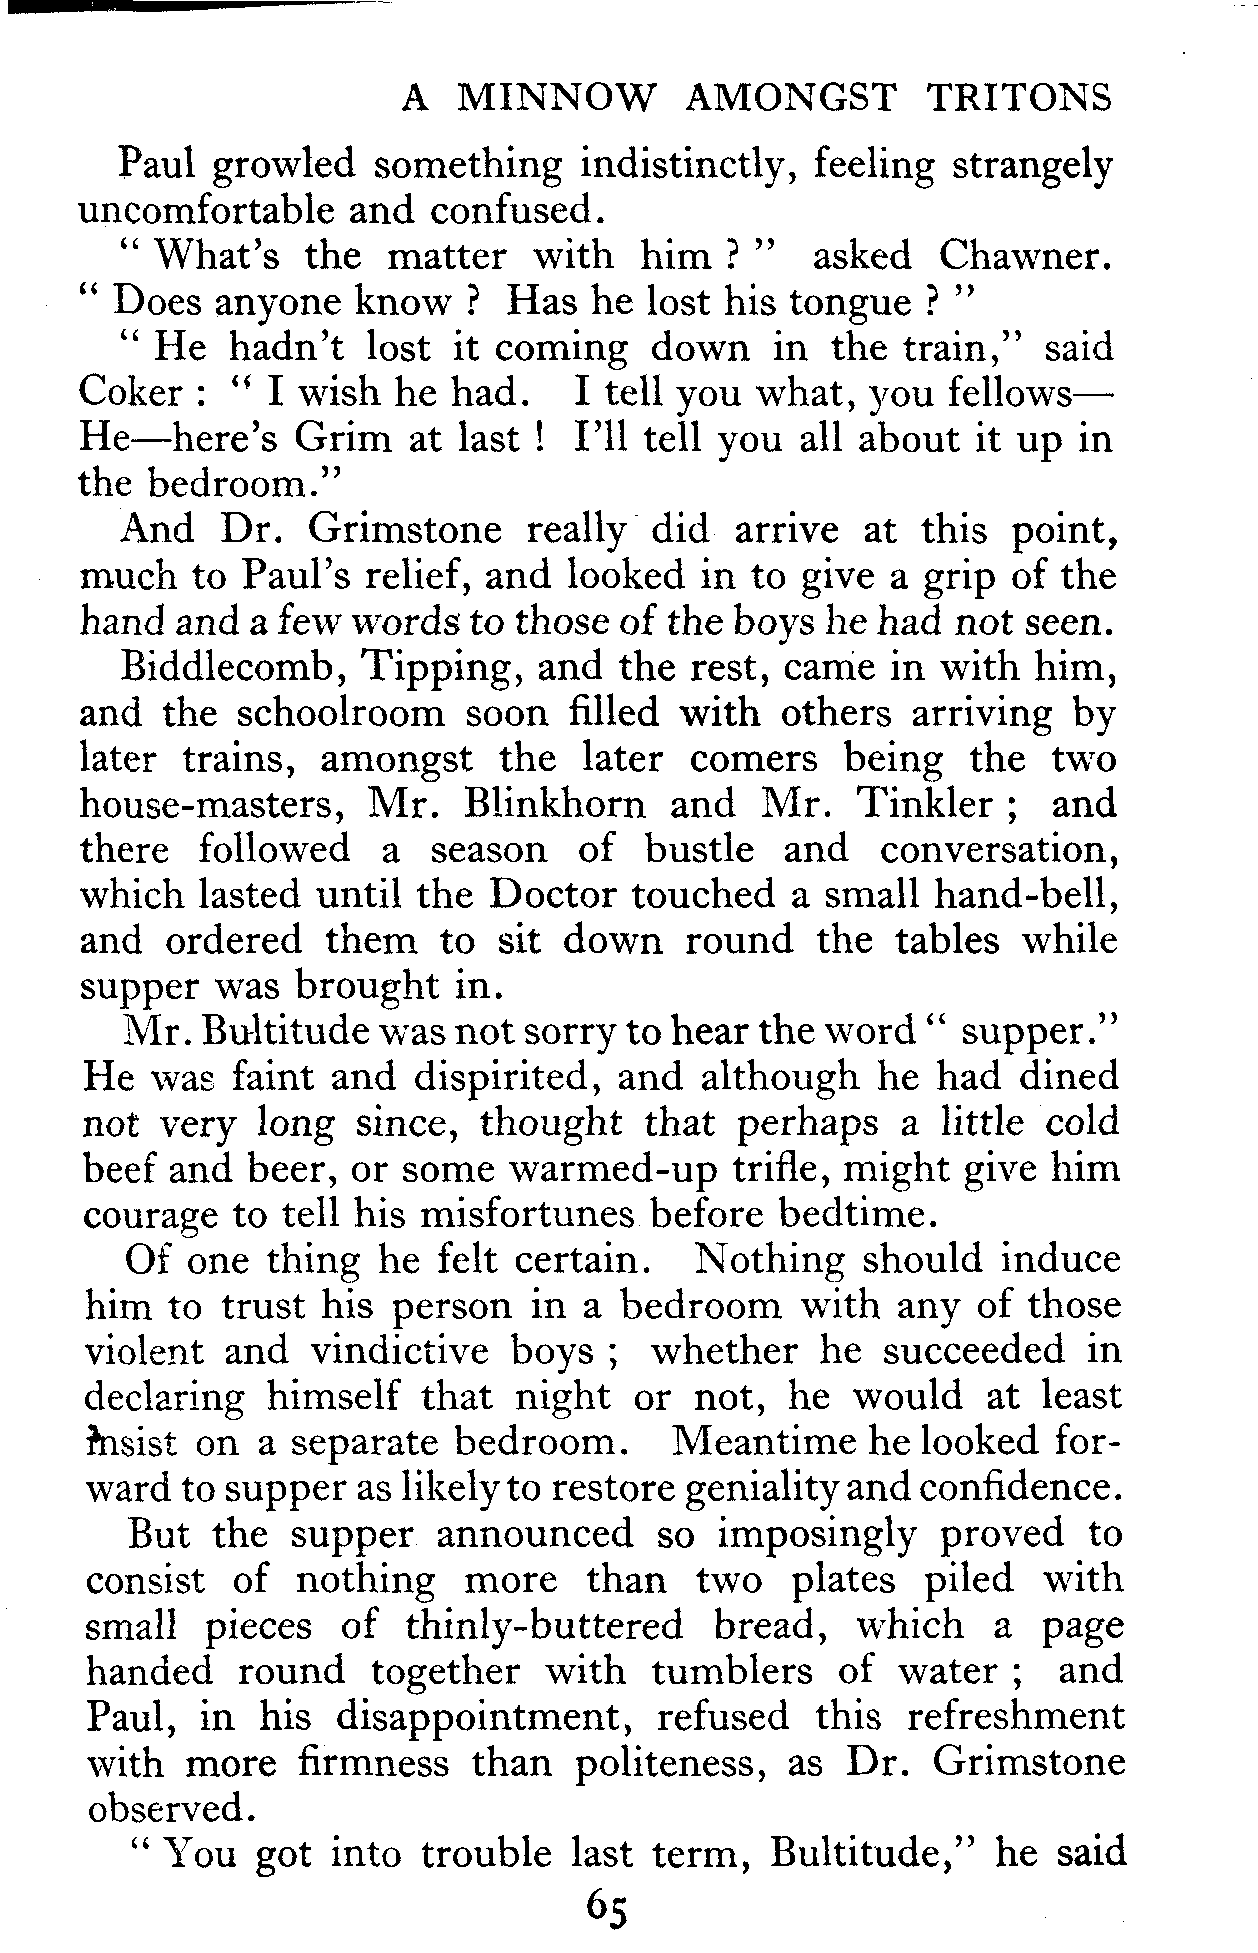 A MINNOW AMONGST TRITONS
Paul growled something indistinctly, feeling strangely
uncomfortable and confused.
“ What's the matter with him ? ” asked Chawner.
“ Does anyone know ? Has he lost his tongue ? ”
“ He hadn't lost it coming down in the train,” said
Coker : “ I wish he had. I tell you what, you fellows—
He—here's Grim at last ! I'll tell you all about it up in
the bedroom.”
And Dr. Grimstone really did arrive at this point,
much to Paul's relief, and looked in to give a grip of the
hand and a few words to those of the boys he had not seen.
Biddlecomb, Tipping, and the rest, came in with him,
and the schoolroom soon filled with others arriving by
later trains, amongst the later comers being the two
house-masters, Mr. Blinkhorn and Mr. Tinkler ; and
there followed a season of bustle and conversation,
which lasted until the Doctor touched a small hand-bell,
and ordered them to sit down round the tables while
supper was brought in.
Mr. Bultitude was not sorry to hear the word “ supper.”
He was faint and dispirited, and although he had dined
not very long since, thought that perhaps a little cold
beef and beer, or some warmed-up trifle, might give him
courage to tell his misfortunes before bedtime.
Of one thing he felt certain. Nothing should induce
him to trust his person in a bedroom with any of those
violent and vindictive boys ; whether he succeeded in
declaring himself that night or not, he would at least
insist on a separate bedroom. Meantime he looked for-
ward to supper as likely to restore geniality and confidence.
But the supper announced so imposingly proved to
consist of nothing more than two plates piled with
small pieces of thinly-buttered bread, which a page
handed round together with tumblers of water ; and
Paul, in his disappointment, refused this refreshment
with more firmness than politeness, as Dr. Grimstone
observed.
“ You got into trouble last term, Bultitude,” he said
65